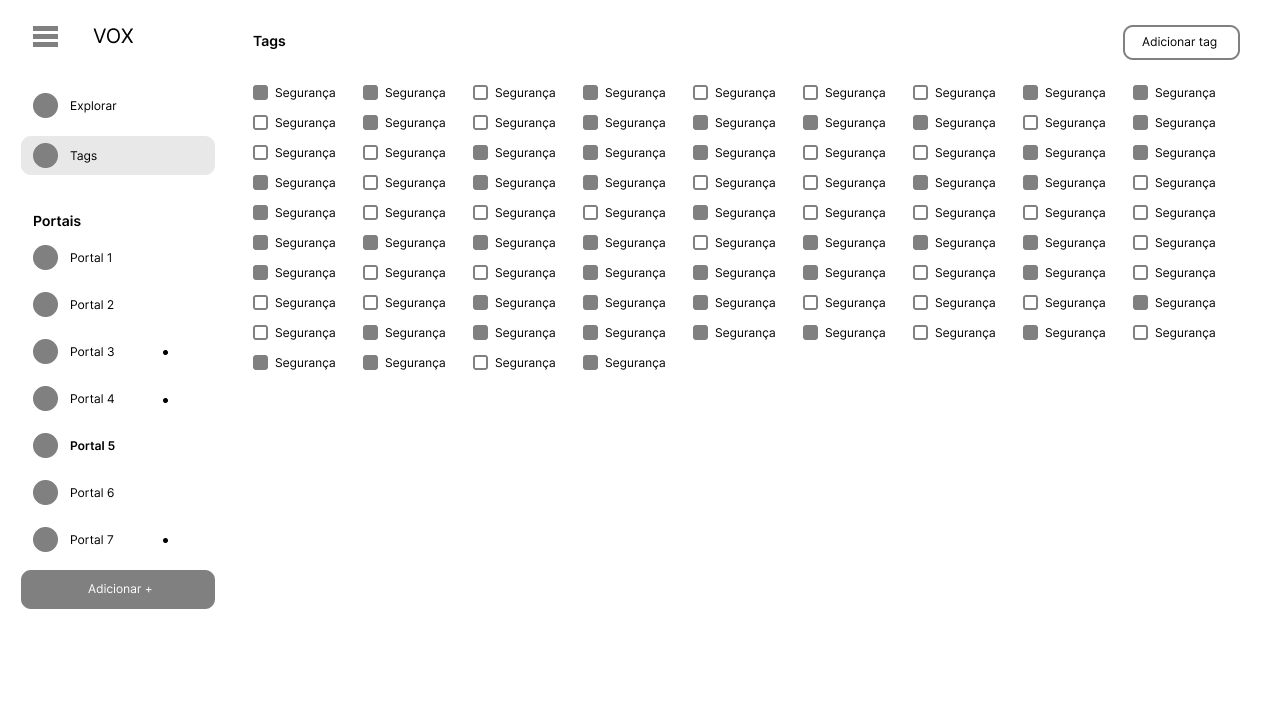 VOX
Explorar
Tags
Portais
Portal 1
Portal 2
Portal 3
Portal 4
Portal 5
Portal 6
Portal 7
Adicionar +
Tags
Adicionar tag
Segurança Segurança Segurança Segurança Segurança Segurança Segurança Segurança Segurança
Segurança Segurança Segurança Segurança Segurança Segurança Segurança Segurança Segurança
Segurança Segurança Segurança Segurança Segurança Segurança Segurança Segurança Segurança
Segurança Segurança Segurança Segurança Segurança Segurança Segurança Segurança Segurança
Segurança Segurança Segurança Segurança Segurança Segurança Segurança Segurança Segurança
Segurança Segurança Segurança Segurança Segurança Segurança Segurança Segurança Segurança
Segurança Segurança Segurança Segurança Segurança Segurança Segurança Segurança Segurança
Segurança Segurança Segurança Segurança Segurança Segurança Segurança Segurança Segurança
Segurança Segurança Segurança Segurança Segurança Segurança Segurança Segurança Segurança
Segurança Segurança Segurança Segurança